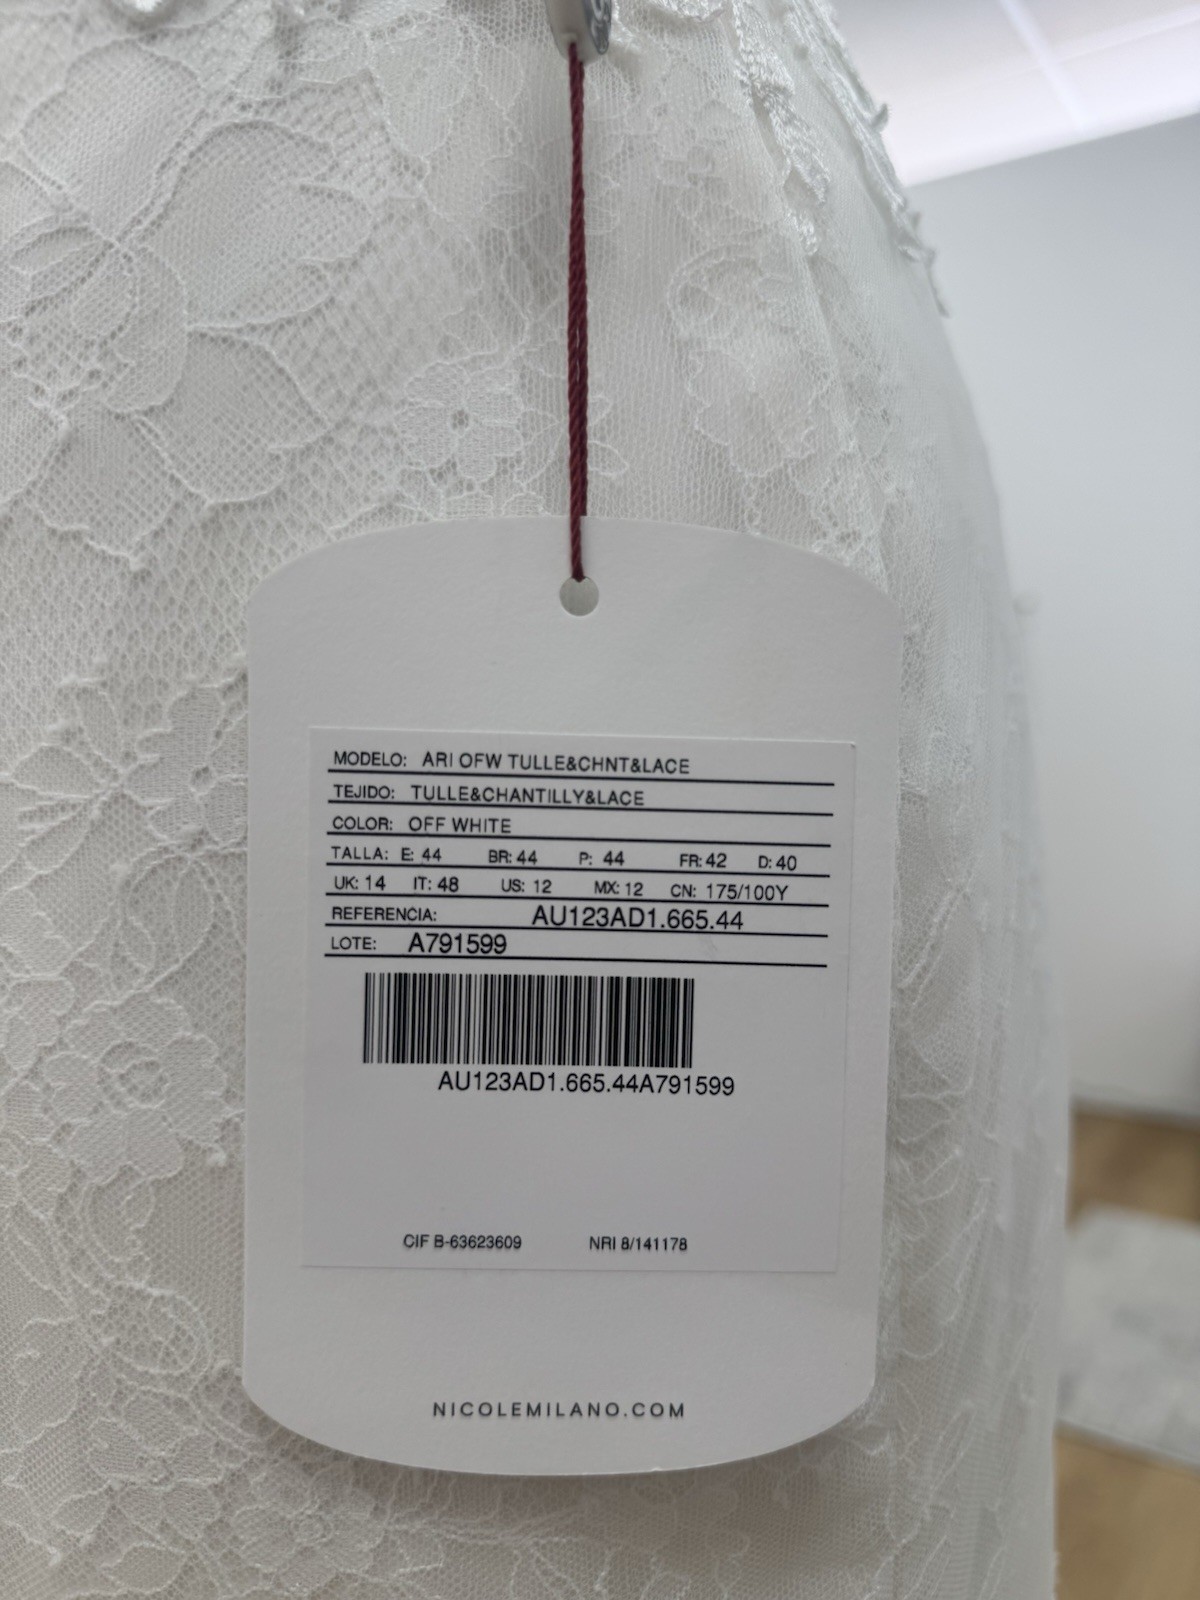 MODELO: ARI OFW TULLE&CHNT&LACE
TEJIDO: TULLE&CHANTILLY&LACE
COLOR: OFF WHITE
TALLA: E: 44 BR: 44 P: 44 FR: 42 D: 40
UK: 14 IT: 48 US: 12 MX: 12 CN: 175/100Y
REFERENCIA: AU123AD1.665.44
LOTE: A791599
AU123AD1.665.44A791599
CIF B-63623609 NRI 8/141178
NICOLEMILANO.COM